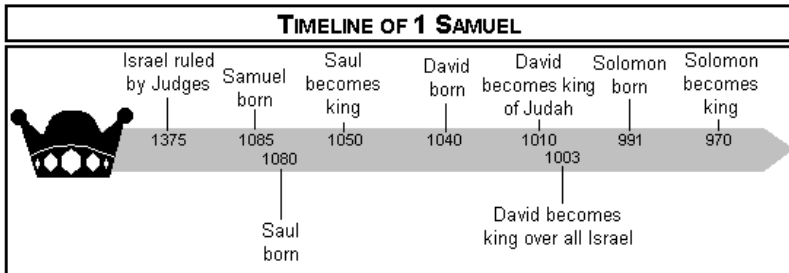 TIMELINE OF 1 SAMUEL
Israel ruled
by Judges
Samuel
born
Saul
becomes
king
David
born
David
becomes king
of Judah
Solomon
born
Solomon
becomes
king
1375
1085
1050
1040
1010
991
970
1080
1003
Saul
born
David becomes
king over all Israel